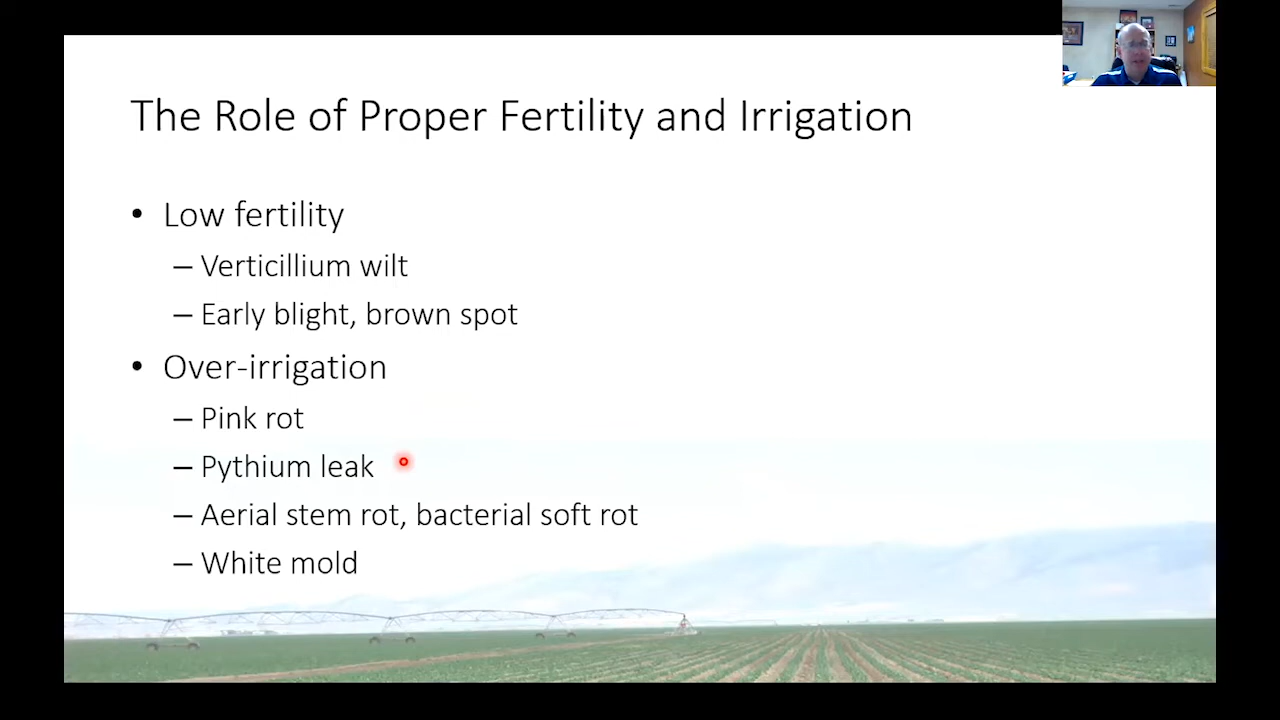 The Role of Proper Fertility and Irrigation
• Low fertility
– Verticillium wilt
– Early blight, brown spot
• Over-irrigation
– Pink rot
– Pythium leak
– Aerial stem rot, bacterial soft rot
– White mold